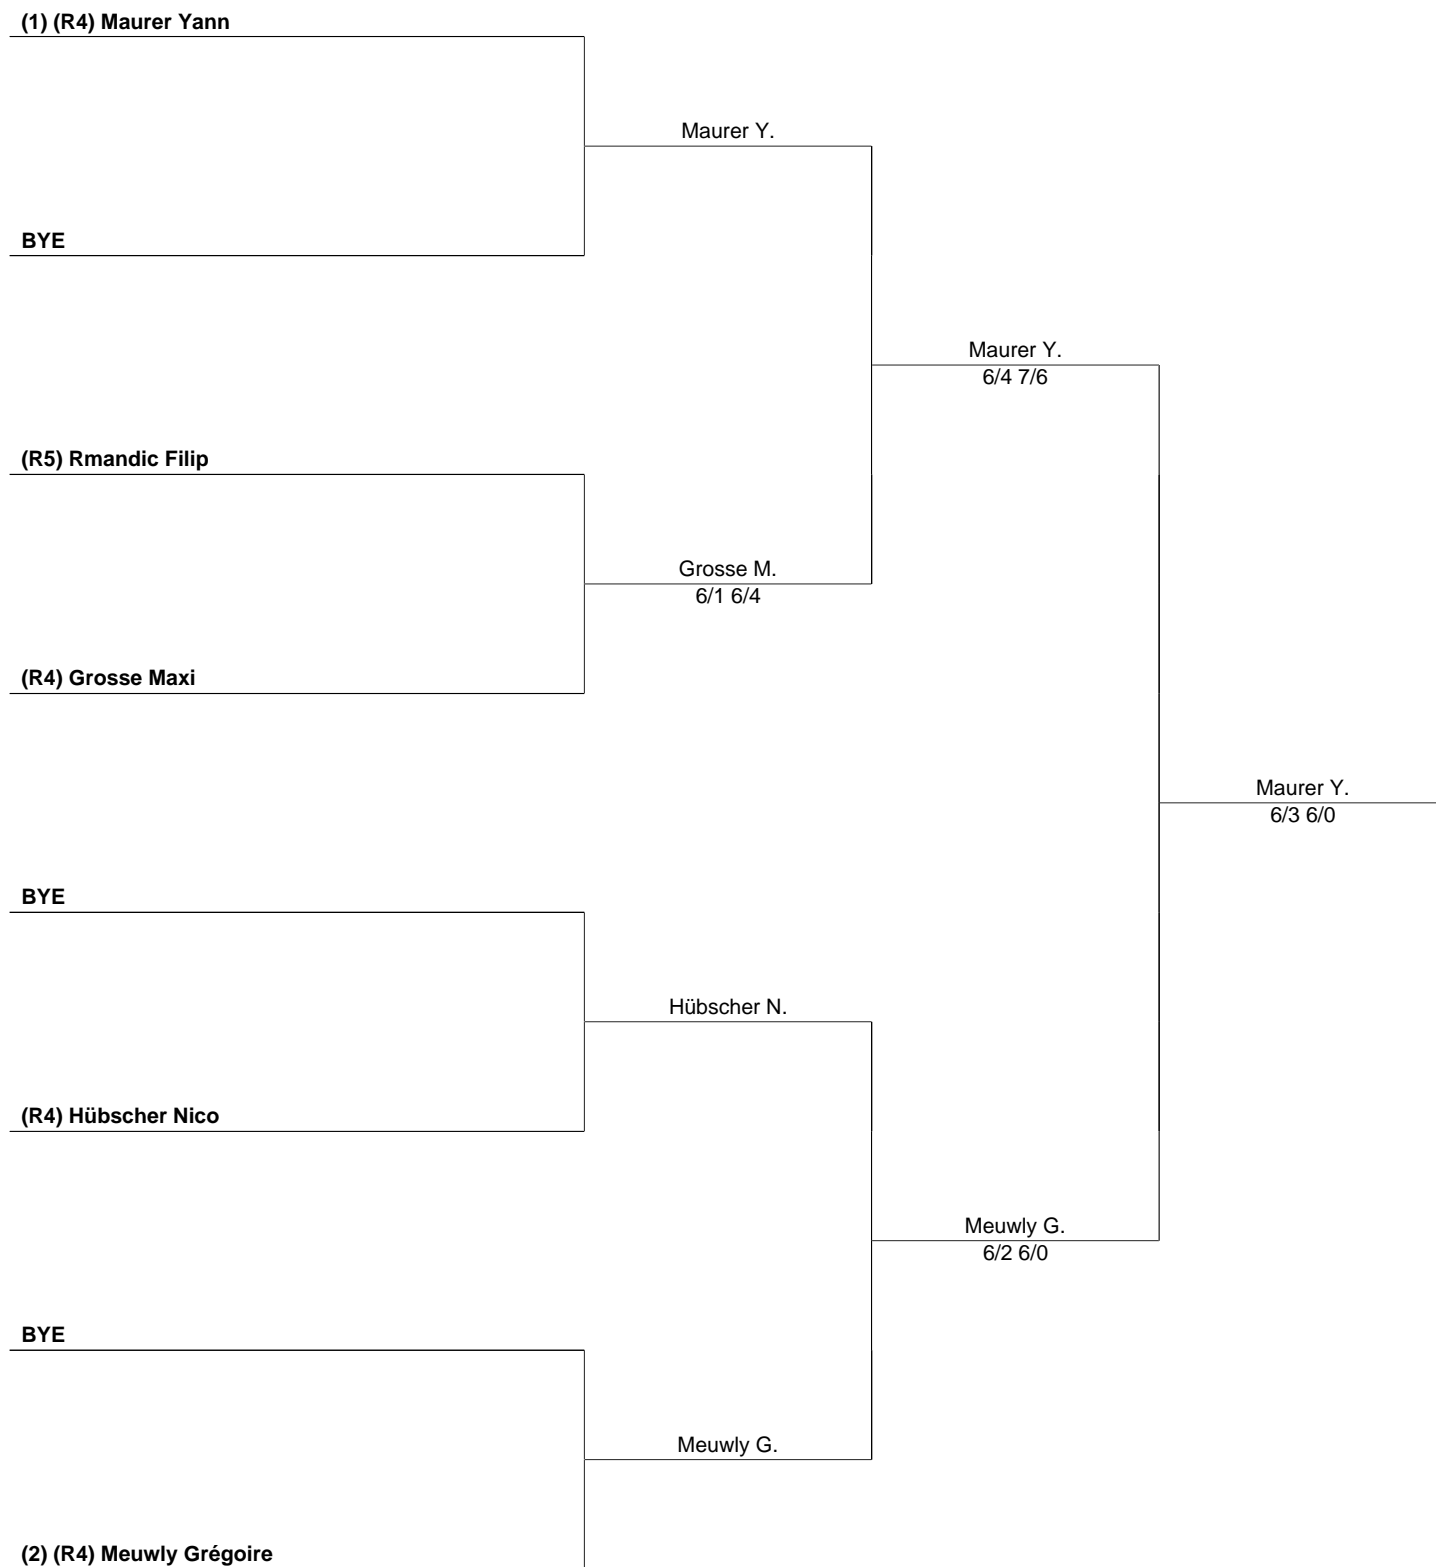 (1) (R4) Maurer Yann
Maurer Y.
BYE
Maurer Y.
6/4 7/6
(R5) Rmandic Filip
Grosse M.
6/1 6/4
(R4) Grosse Maxi
Maurer Y.
6/3 6/0
BYE
Hübscher N.
(R4) Hübscher Nico
Meuwly G.
6/2 6/0
BYE
Meuwly G.
(2) (R4) Meuwly Grégoire